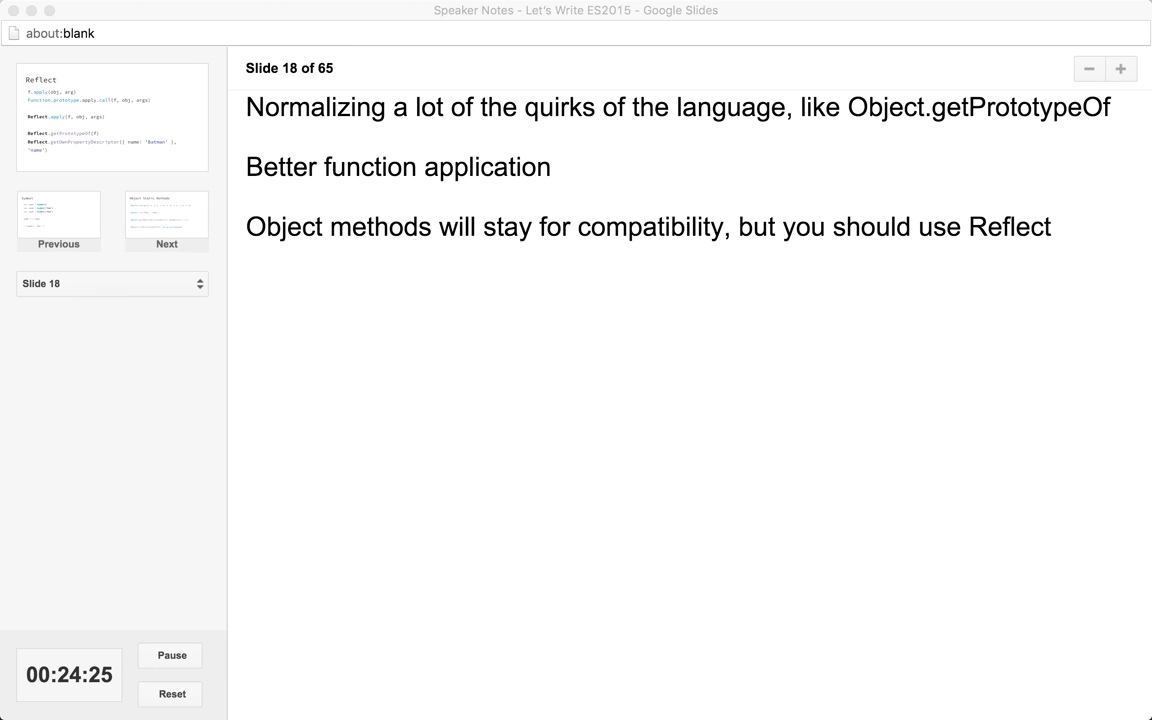 Speaker Notes - Let's Write ES2015 - Google Slides
about:blank
Reflect
f.apply(obj, arg)
Function.prototype.apply.call(f, obj, args)
Reflect.apply(f, obj, args)
Reflect.getPrototypeOf(f)
Reflect.getOwnPropertyDescriptor({ name: 'Batman' },
'name')
Symbol
Object Static Methods
Previous
Next
Slide 18
00:24:25
Pause
Reset
Slide 18 of 65
Normalizing a lot of the quirks of the language, like Object.getPrototypeOf
Better function application
Object methods will stay for compatibility, but you should use Reflect